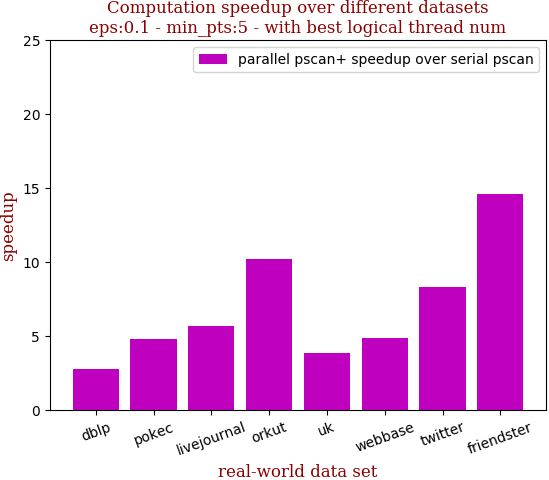 Computation speedup over different datasets
eps:0.1 - min_pts:5 - with best logical thread num
parallel pscan+ speedup over serial pscan
25
20
15
10
5
0
speedup
dblp
pokec
livejournal
orkut
uk
webbase
twitter
friendster
real-world data set